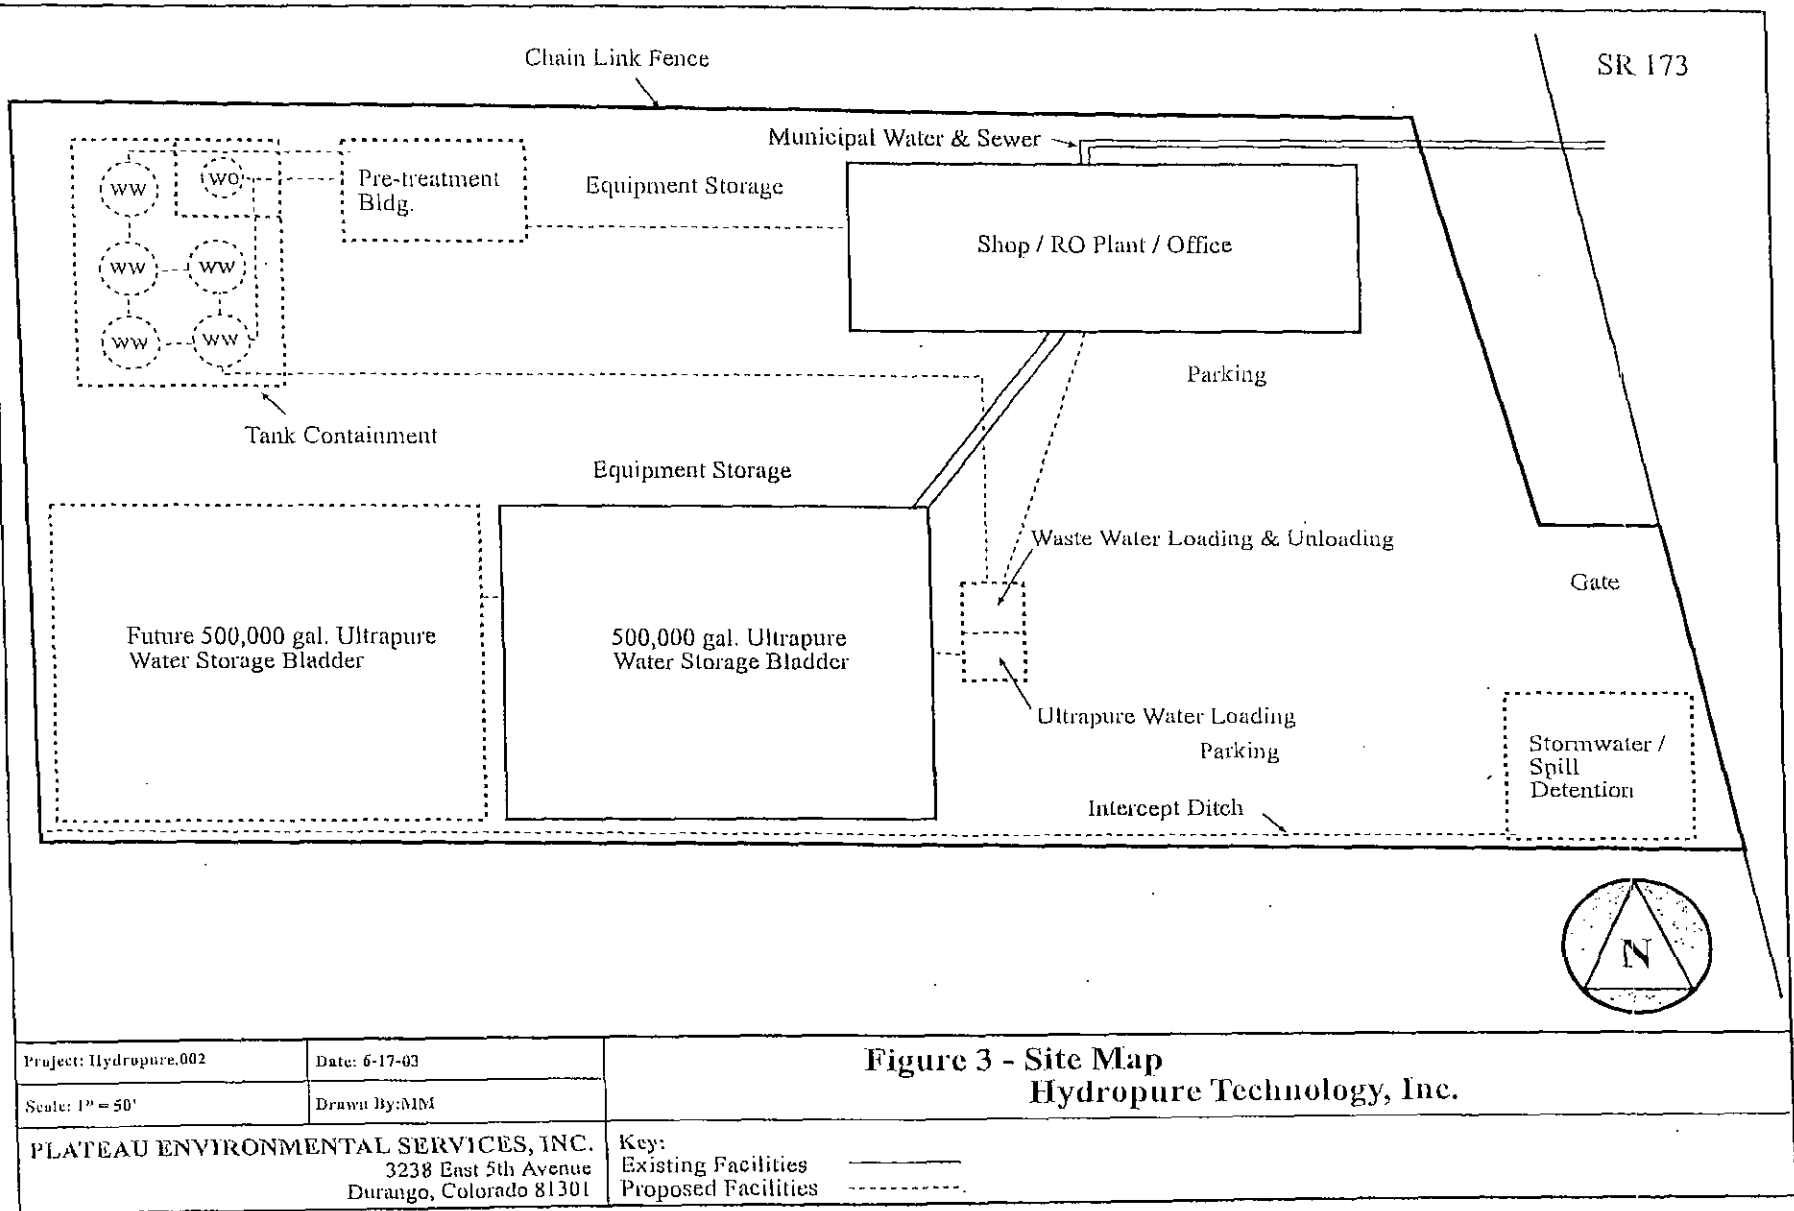 Chain Link Fence
SR 173
Municipal Water & Sewer
WW
WO
Pre-treatment
Bldg.
Equipment Storage
Shop / RO Plant / Office
WW
WW
WW
WW
Parking
Tank Containment
Equipment Storage
Waste Water Loading & Unloading
Gate
Future 500,000 gal. Ultrapure
Water Storage Bladder
500,000 gal. Ultrapure
Water Storage Bladder
Ultrapure Water Loading
Parking
Stormwater /
Spill
Detention
Intercept Ditch
N
Project: Hydropure.002
Date: 6-17-03
Scale: 1" = 50'
Drawn By:MM
Figure 3 - Site Map
Hydropure Technology, Inc.
PLATEAU ENVIRONMENTAL SERVICES, INC.
3238 East 5th Avenue
Durango, Colorado 81301
Key:
Existing Facilities
Proposed Facilities